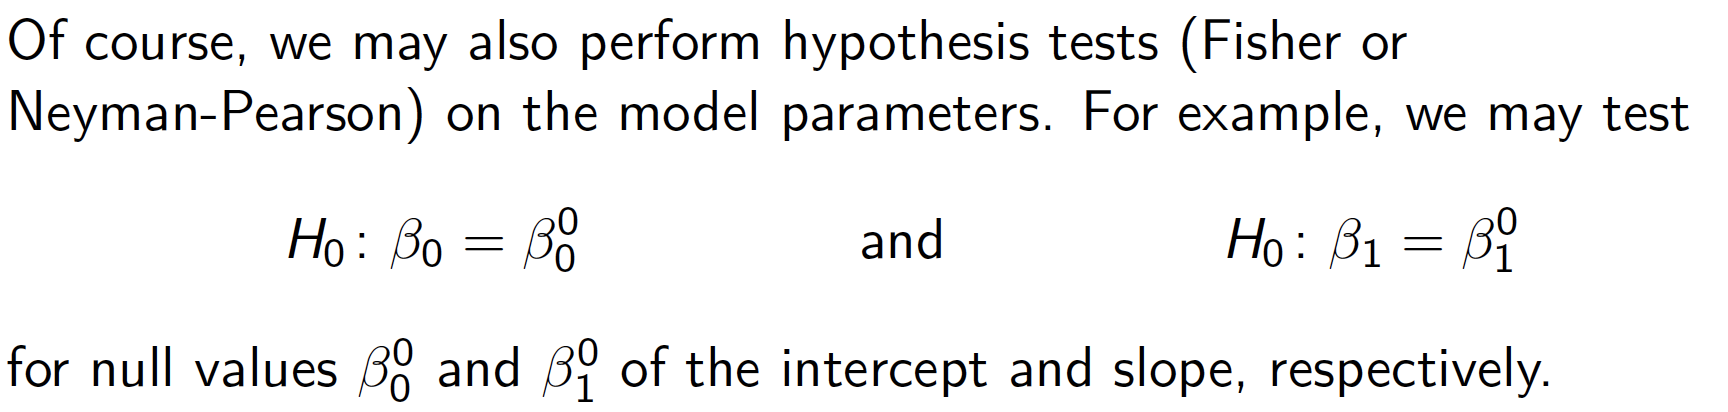 Of course, we may also perform hypothesis tests (Fisher or
Neyman-Pearson) on the model parameters. For example, we may test
H₀ : β₀ = β₀⁰ and H₀ : β₁ = β₁⁰
for null values β₀⁰ and β₁⁰ of the intercept and slope, respectively.